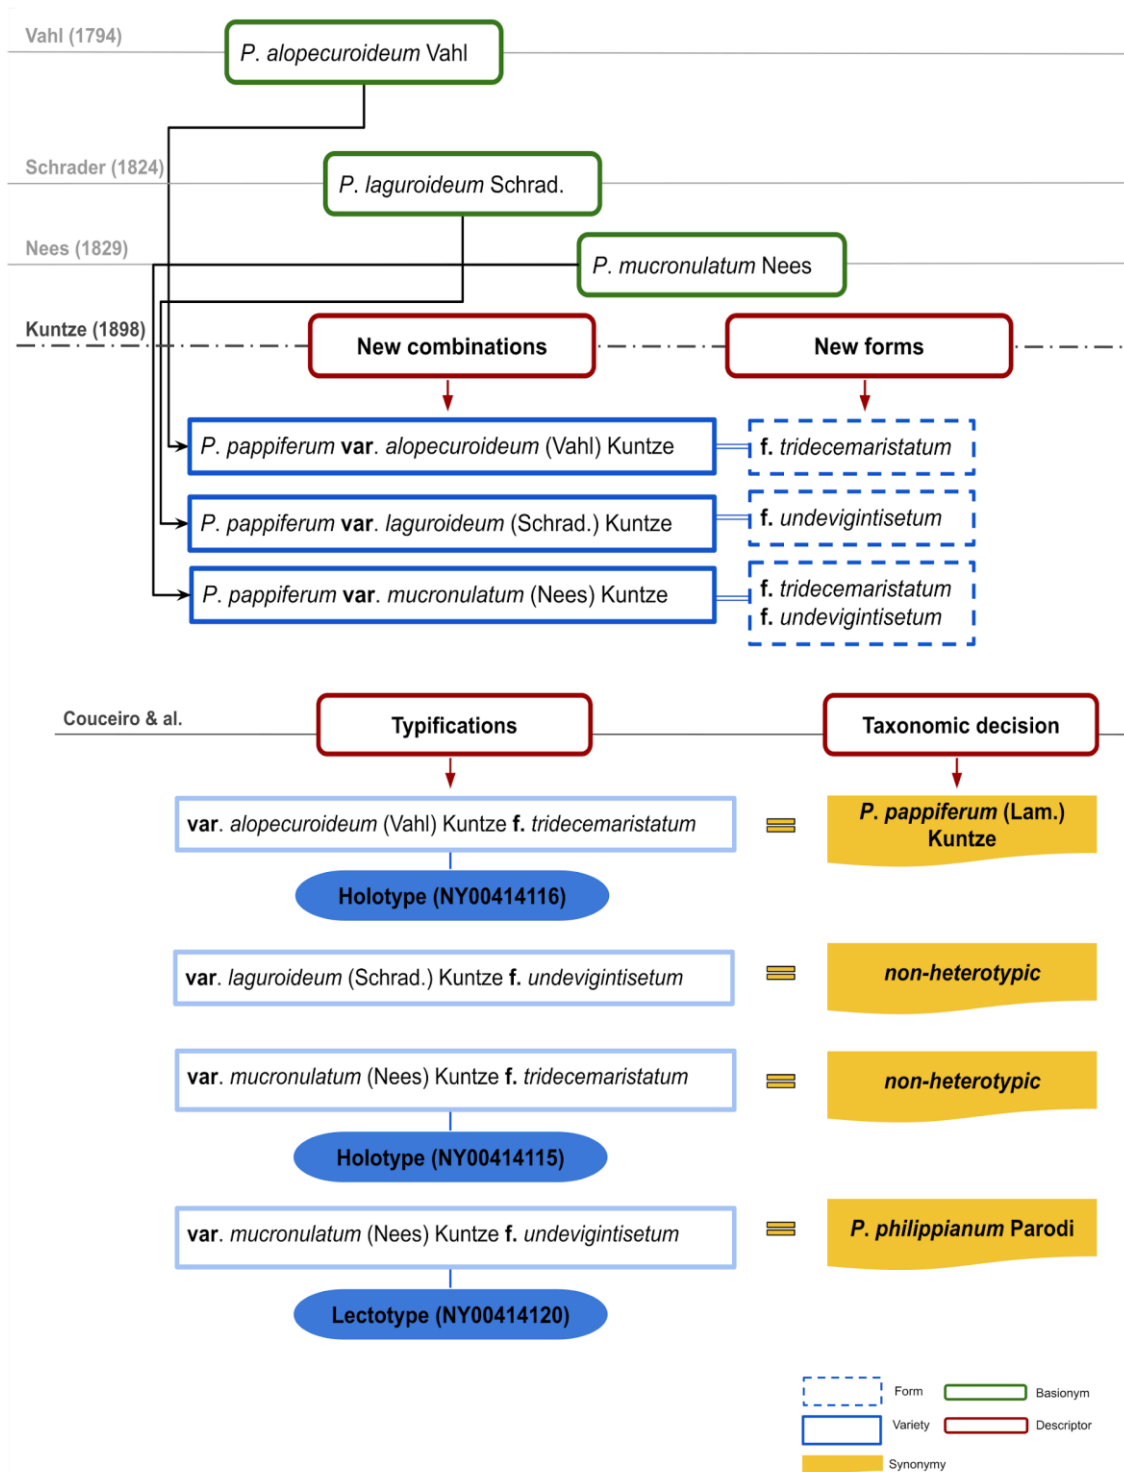 Vahl (1794)
P. alopecuroideum Vahl
Schrader (1824)
P. laguroideum Schrad.
Nees (1829)
P. mucronulatum Nees
Kuntze (1898)
New combinations
New forms
P. pappiferum var. alopecuroideum (Vahl) Kuntze
f. tridecemaristatum
P. pappiferum var. laguroideum (Schrad.) Kuntze
f. undevigintisetum
P. pappiferum var. mucronulatum (Nees) Kuntze
f. tridecemaristatum
f. undevigintisetum
Couceiro & al.
Typifications
Taxonomic decision
var. alopecuroideum (Vahl) Kuntze f. tridecemaristatum
P. pappiferum (Lam.)
Kuntze
Holotype (NY00414116)
var. laguroideum (Schrad.) Kuntze f. undevigintisetum
non-heterotypic
var. mucronulatum (Nees) Kuntze f. tridecemaristatum
non-heterotypic
Holotype (NY00414115)
var. mucronulatum (Nees) Kuntze f. undevigintisetum
P. philippianum Parodi
Lectotype (NY00414120)
Form
Basionym
Variety
Descriptor
Synonymy